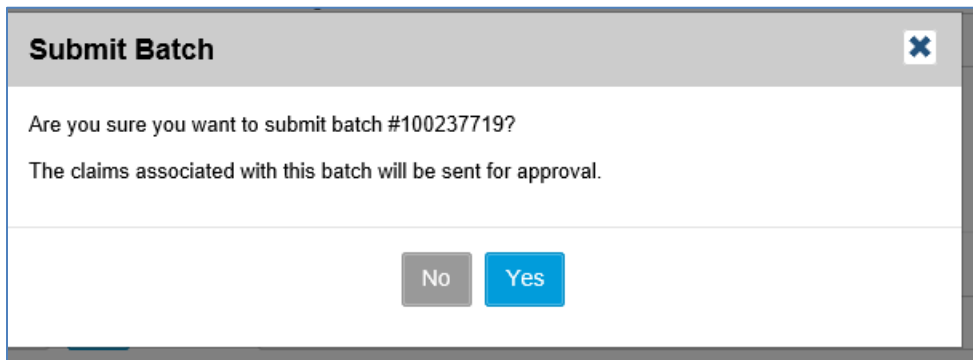 Submit Batch
Are you sure you want to submit batch #100237719?
The claims associated with this batch will be sent for approval.
No
Yes